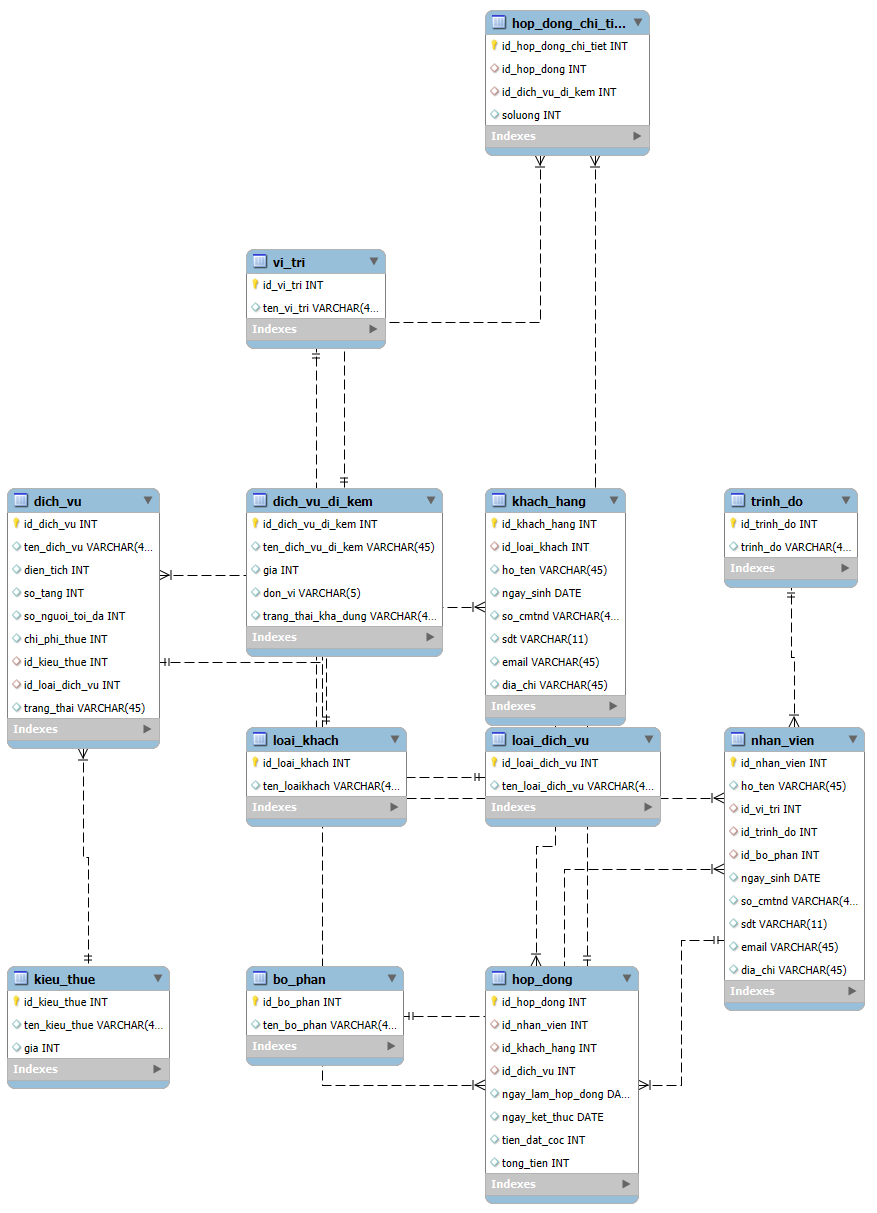 hop_dong_chi_ti...
id_hop_dong_chi_tiet INT
id_hop_dong INT
id_dich_vu_di_kem INT
soluong INT
Indexes
vi_tri
id_vi_tri INT
ten_vi_tri VARCHAR(4...
Indexes
dich_vu
id_dich_vu INT
ten_dich_vu VARCHAR(4...
dien_tich INT
so_tang INT
so_nguoi_toi_da INT
chi_phi_thue INT
id_kieu_thue INT
id_loai_dich_vu INT
trang_thai VARCHAR(45)
Indexes
dich_vu_di_kem
id_dich_vu_di_kem INT
ten_dich_vu_di_kem VARCHAR(45)
gia INT
don_vi VARCHAR(5)
trang_thai_kha_dung VARCHAR(4...
Indexes
khach_hang
id_khach_hang INT
id_loai_khach INT
ho_ten VARCHAR(45)
ngay_sinh DATE
so_cmtnd VARCHAR(4...
sdt VARCHAR(11)
email VARCHAR(45)
dia_chi VARCHAR(45)
Indexes
trinh_do
id_trinh_do INT
trinh_do VARCHAR(4...
Indexes
loai_khach
id_loai_khach INT
ten_loaikhach VARCHAR(4...
Indexes
loai_dich_vu
id_loai_dich_vu INT
ten_loai_dich_vu VARCHAR(4...
Indexes
nhan_vien
id_nhan_vien INT
ho_ten VARCHAR(45)
id_vi_tri INT
id_trinh_do INT
id_bo_phan INT
ngay_sinh DATE
so_cmtnd VARCHAR(4...
sdt VARCHAR(11)
email VARCHAR(45)
dia_chi VARCHAR(45)
Indexes
kieu_thue
id_kieu_thue INT
ten_kieu_thue VARCHAR(4...
gia INT
Indexes
bo_phan
id_bo_phan INT
ten_bo_phan VARCHAR(4...
Indexes
hop_dong
id_hop_dong INT
id_nhan_vien INT
id_khach_hang INT
id_dich_vu INT
ngay_lam_hop_dong DA...
ngay_ket_thuc DATE
tien_dat_coc INT
tong_tien INT
Indexes